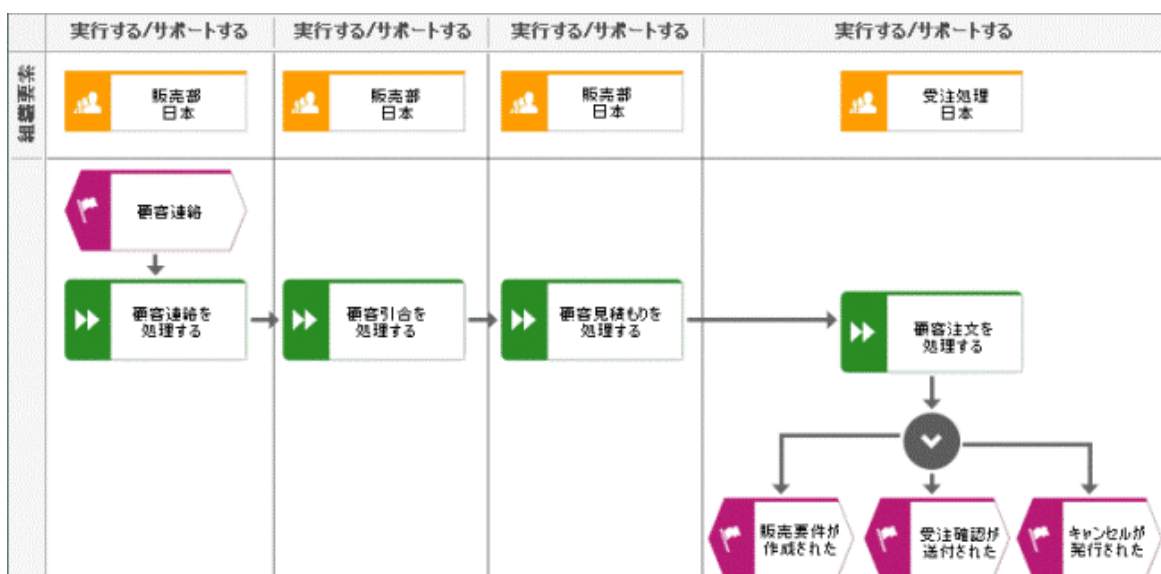 実行する/サポートする
実行する/サポートする
実行する/サポートする
実行する/サポートする
組織要素
販売部
日本
販売部
日本
販売部
日本
受注処理
日本
顧客連絡
顧客連絡を
処理する
顧客引合を
処理する
顧客見積もりを
処理する
顧客注文を
処理する
販売要件が
作成された
受注確認が
送付された
キャンセルが
発行された